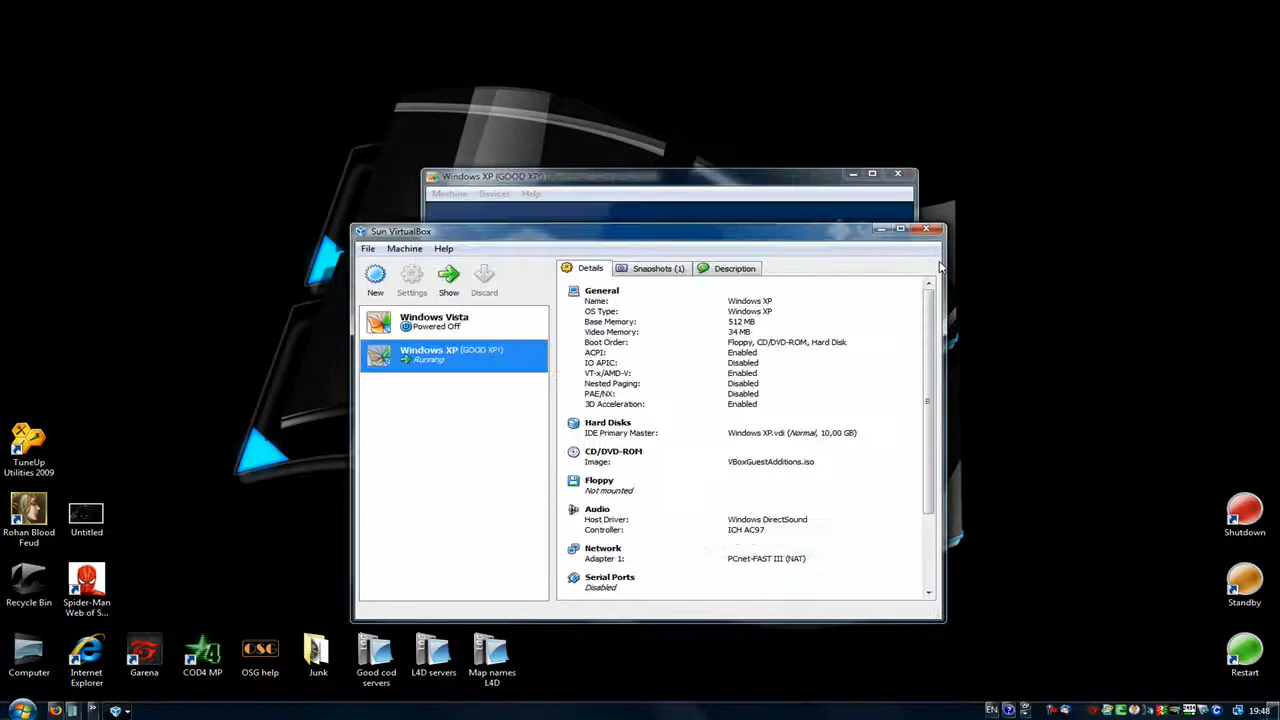 Windows XP (GOOD XP!)
Machine Devices Help
Sun VirtualBox
File Machine Help
New Settings Show Discard
Windows Vista
Powered Off
Windows XP (GOOD XP!)
Running
Details Snapshots (1) Description
General
Name: Windows XP
OS Type: Windows XP
Base Memory: 512 MB
Video Memory: 34 MB
Boot Order: Floppy, CD/DVD-ROM, Hard Disk
ACPI: Enabled
IO APIC: Disabled
VT-x/AMD-V: Enabled
Nested Paging: Disabled
PAE/NX: Disabled
3D Acceleration: Enabled
Hard Disks
IDE Primary Master: Windows XP.vdi (Normal, 10,00 GB)
CD/DVD-ROM
Image: VBoxGuestAdditions.iso
Floppy
Not mounted
Audio
Host Driver: Windows DirectSound
Controller: ICH AC97
Network
Adapter 1: PCnet-FAST III (NAT)
Serial Ports
Disabled
TuneUp
Utilities 2009
Rohan Blood
Feud
Untitled
Recycle Bin
Spider-Man
Web of S...
Computer
Internet
Explorer
Garena
COD4 MP
OSG
OSG help
Junk
Good cod
servers
L4D servers
Map names
L4D
Shutdown
Standby
Restart
EN
19:48